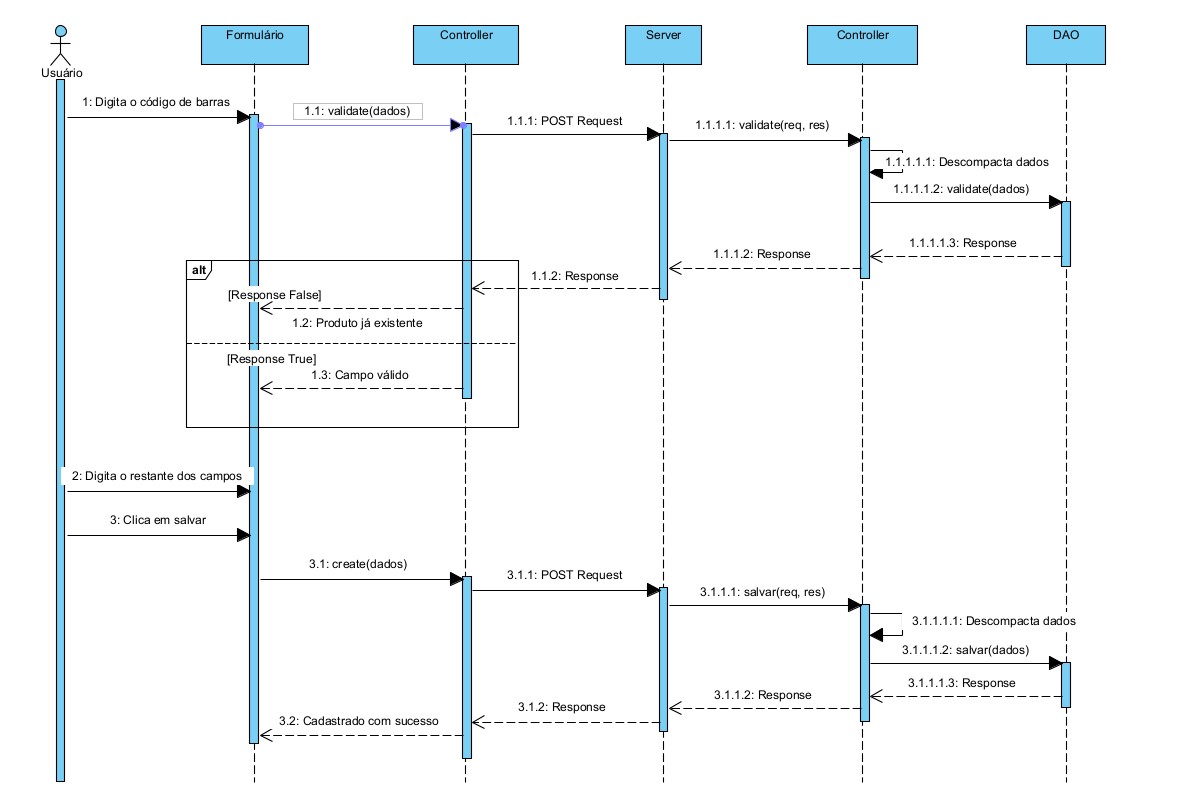 Formulário
Controller
Server
Controller
DAO
Usuário
1: Digita o código de barras
1.1: validate(dados)
1.1.1: POST Request
1.1.1.1: validate(req, res)
1.1.1.1.1: Descompacta dados
1.1.1.1.2: validate(dados)
1.1.1.1.3: Response
1.1.1.2: Response
1.1.2: Response
alt
[Response False]
1.2: Produto já existente
[Response True]
1.3: Campo válido
2: Digita o restante dos campos
3: Clica em salvar
3.1: create(dados)
3.1.1: POST Request
3.1.1.1: salvar(req, res)
3.1.1.1.1: Descompacta dados
3.1.1.1.2: salvar(dados)
3.1.1.1.3: Response
3.1.1.2: Response
3.1.2: Response
3.2: Cadastrado com sucesso